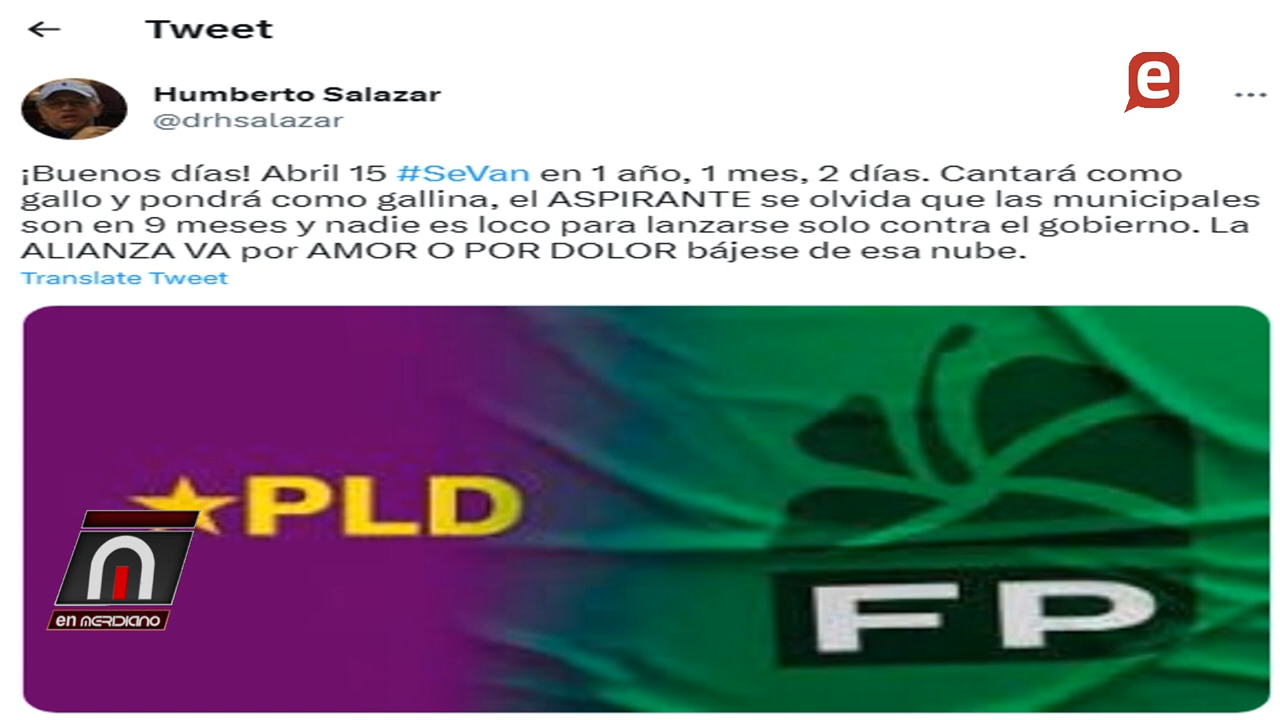 Tweet
e
Humberto Salazar
@drhsalazar
¡Buenos días! Abril 15 #SeVan en 1 año, 1 mes, 2 días. Cantará como
gallo y pondrá como gallina, el ASPIRANTE se olvida que las municipales
son en 9 meses y nadie es loco para lanzarse solo contra el gobierno. La
ALIANZA VA por AMOR O POR DOLOR bájese de esa nube.
Translate Tweet
PLD
en MERIDIANO
FP